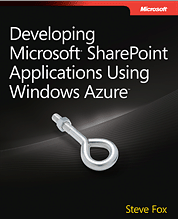 Microsoft
Developing
Microsoft® SharePoint®
Applications Using
Windows Azure™
Steve Fox